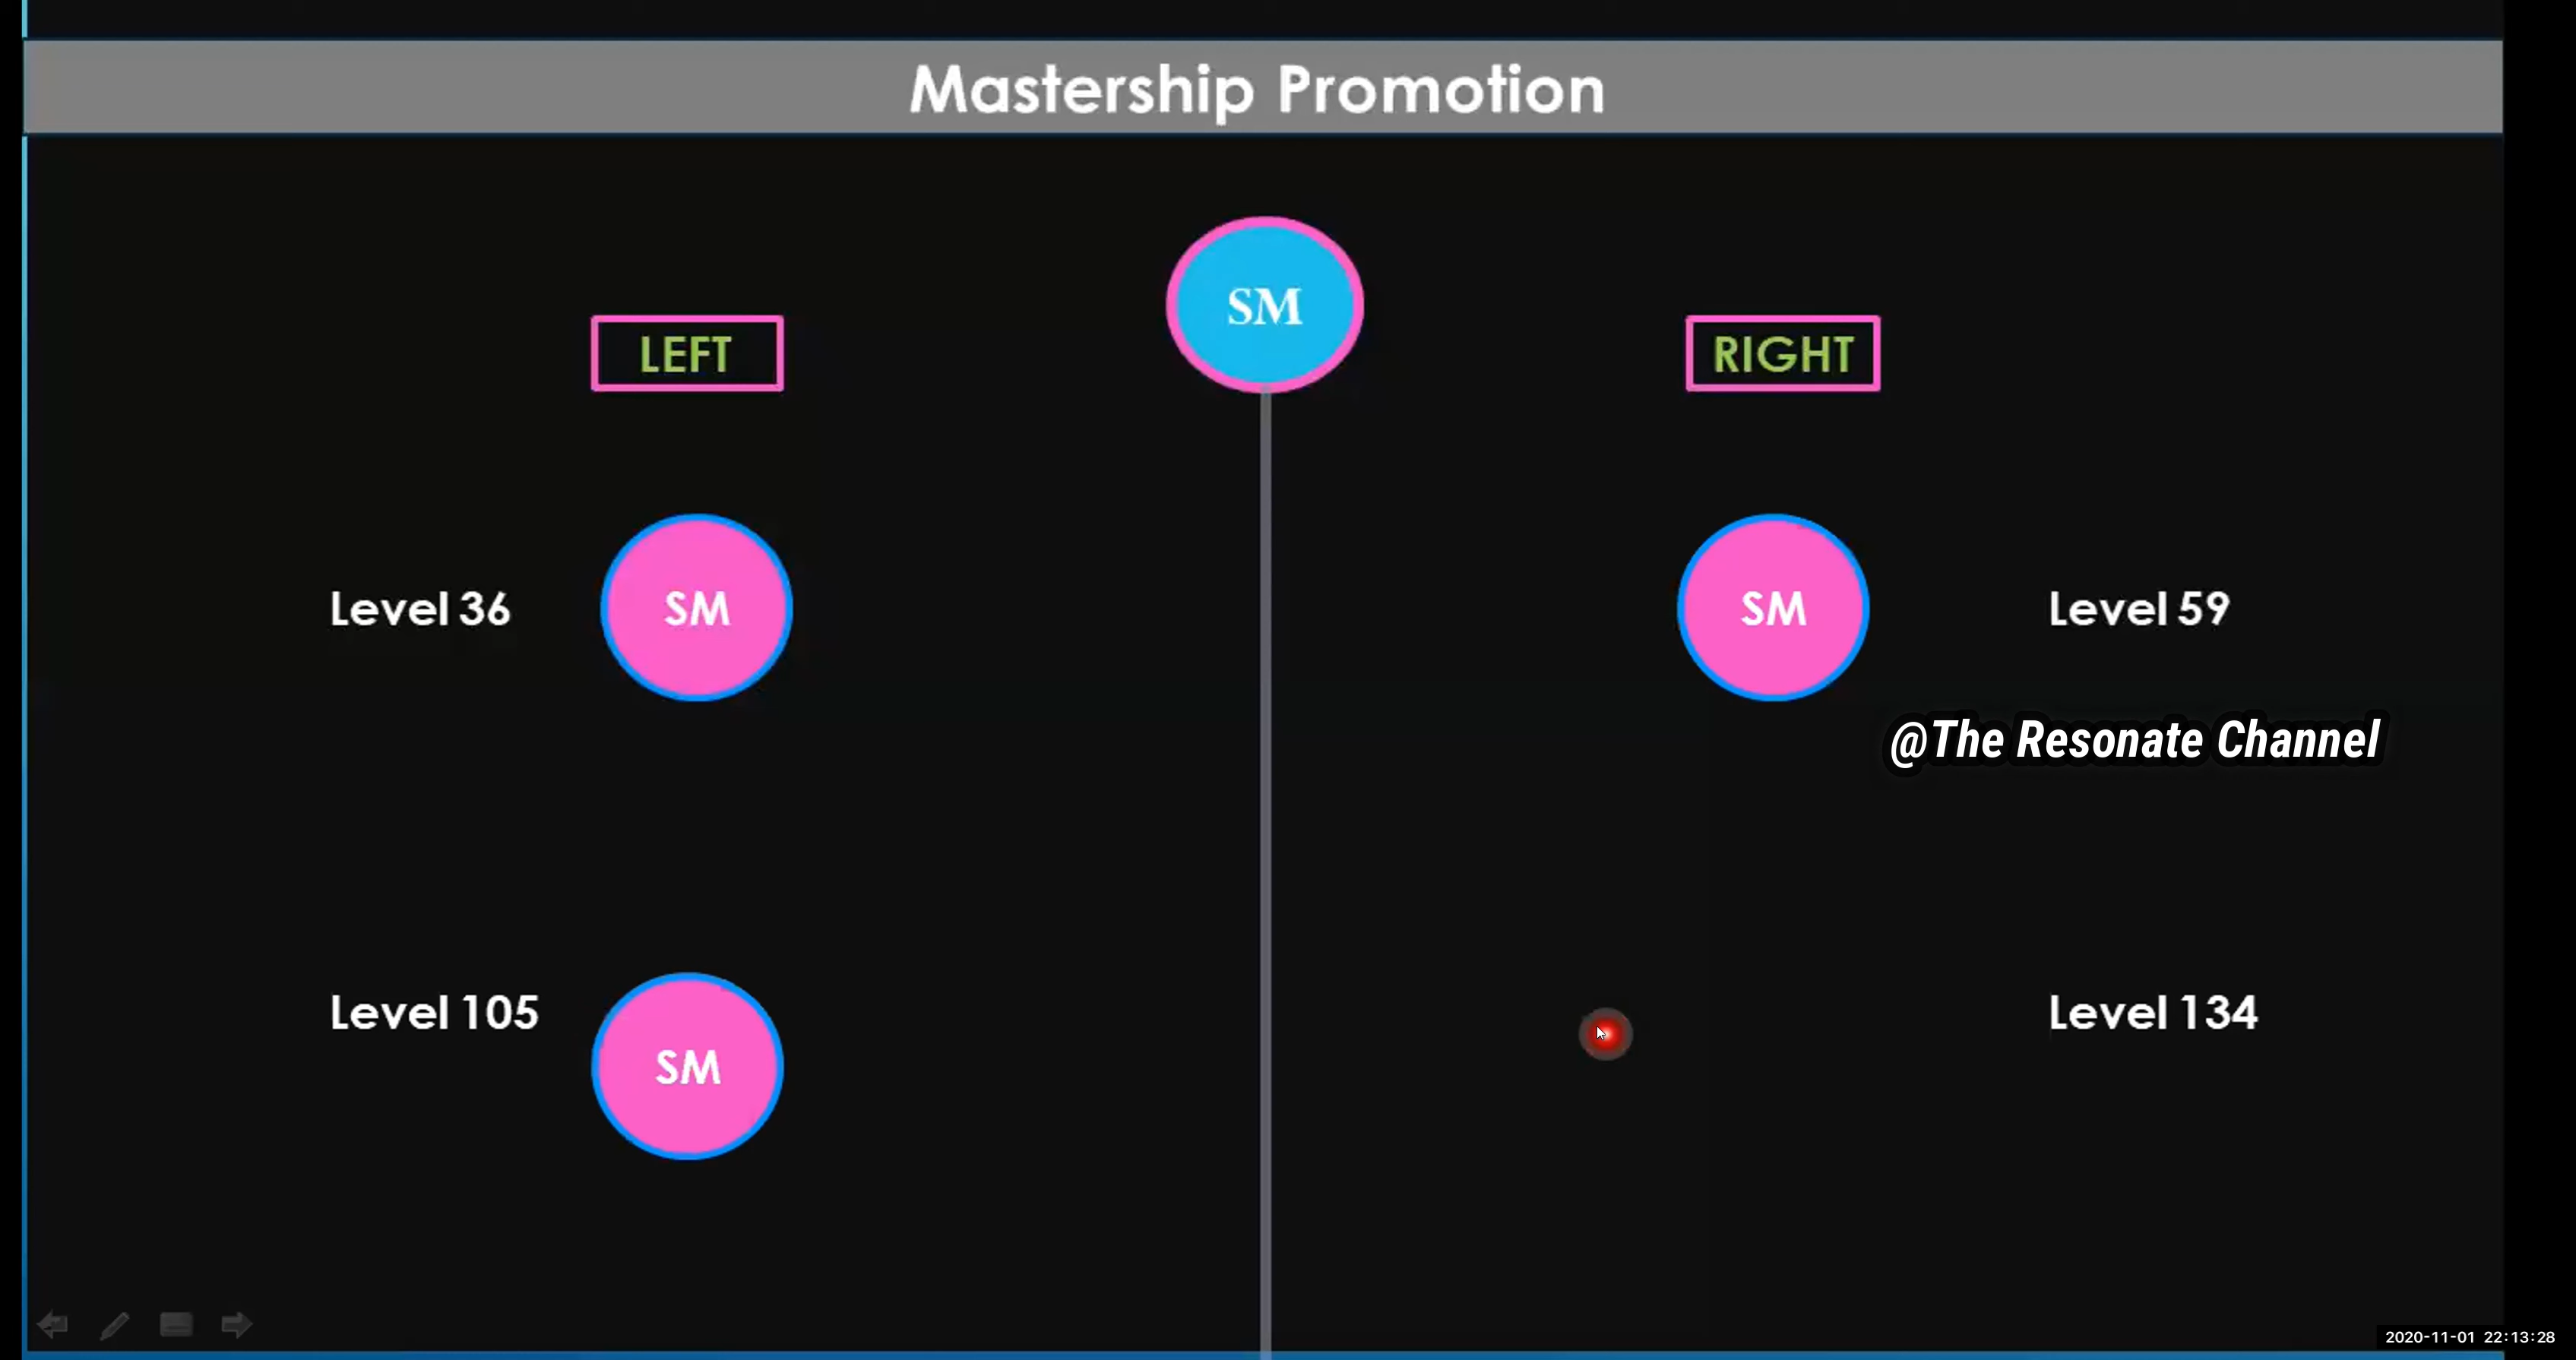 Mastership Promotion
SM
LEFT
RIGHT
Level 36
SM
SM
Level 59
@The Resonate Channel
Level 105
SM
Level 134
2020-11-01 22:13:28